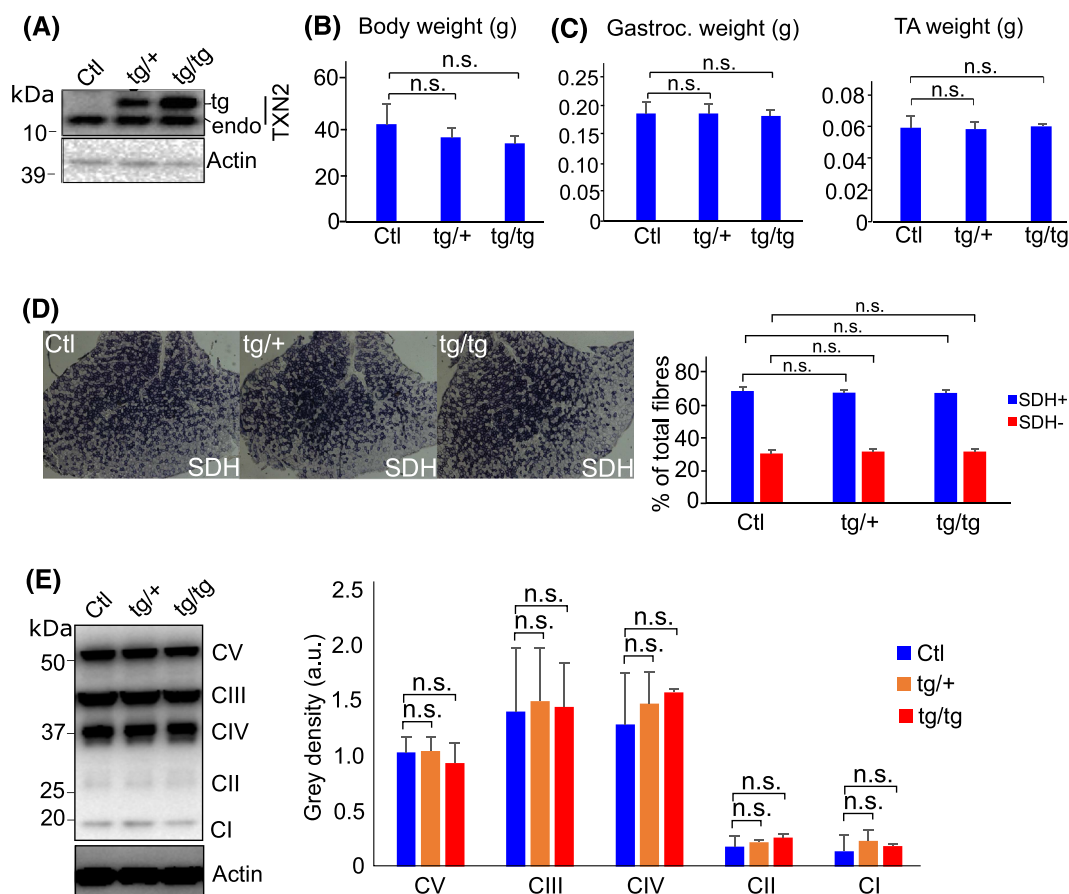 (A)
Ctl tg/+ tg/tg
kDa
tg
endo
TXN2
10
Actin
39
(B)
Body weight (g)
n.s.
n.s.
60
40
20
0
Ctl tg/+ tg/tg
(C)
Gastroc. weight (g)
n.s.
n.s.
0.25
0.20
0.15
0.10
0.05
0
Ctl tg/+ tg/tg
TA weight (g)
n.s.
n.s.
0.08
0.06
0.04
0.02
0
Ctl tg/+ tg/tg
(D)
Ctl tg/+ tg/tg
SDH SDH SDH
n.s.
n.s.
n.s.
n.s.
% of total fibres
80
60
40
20
0
Ctl tg/+ tg/tg
SDH+
SDH-
(E)
Ctl tg/+ tg/tg
kDa
50
37
25
20
CV
CIII
CIV
CII
CI
Actin
Grey density (a.u.)
2.5
2.0
1.5
1.0
0.5
0
n.s.
n.s.
n.s.
n.s.
n.s.
n.s.
n.s.
n.s.
n.s.
n.s.
CV CIII CIV CII CI
Ctl
tg/+
tg/tg